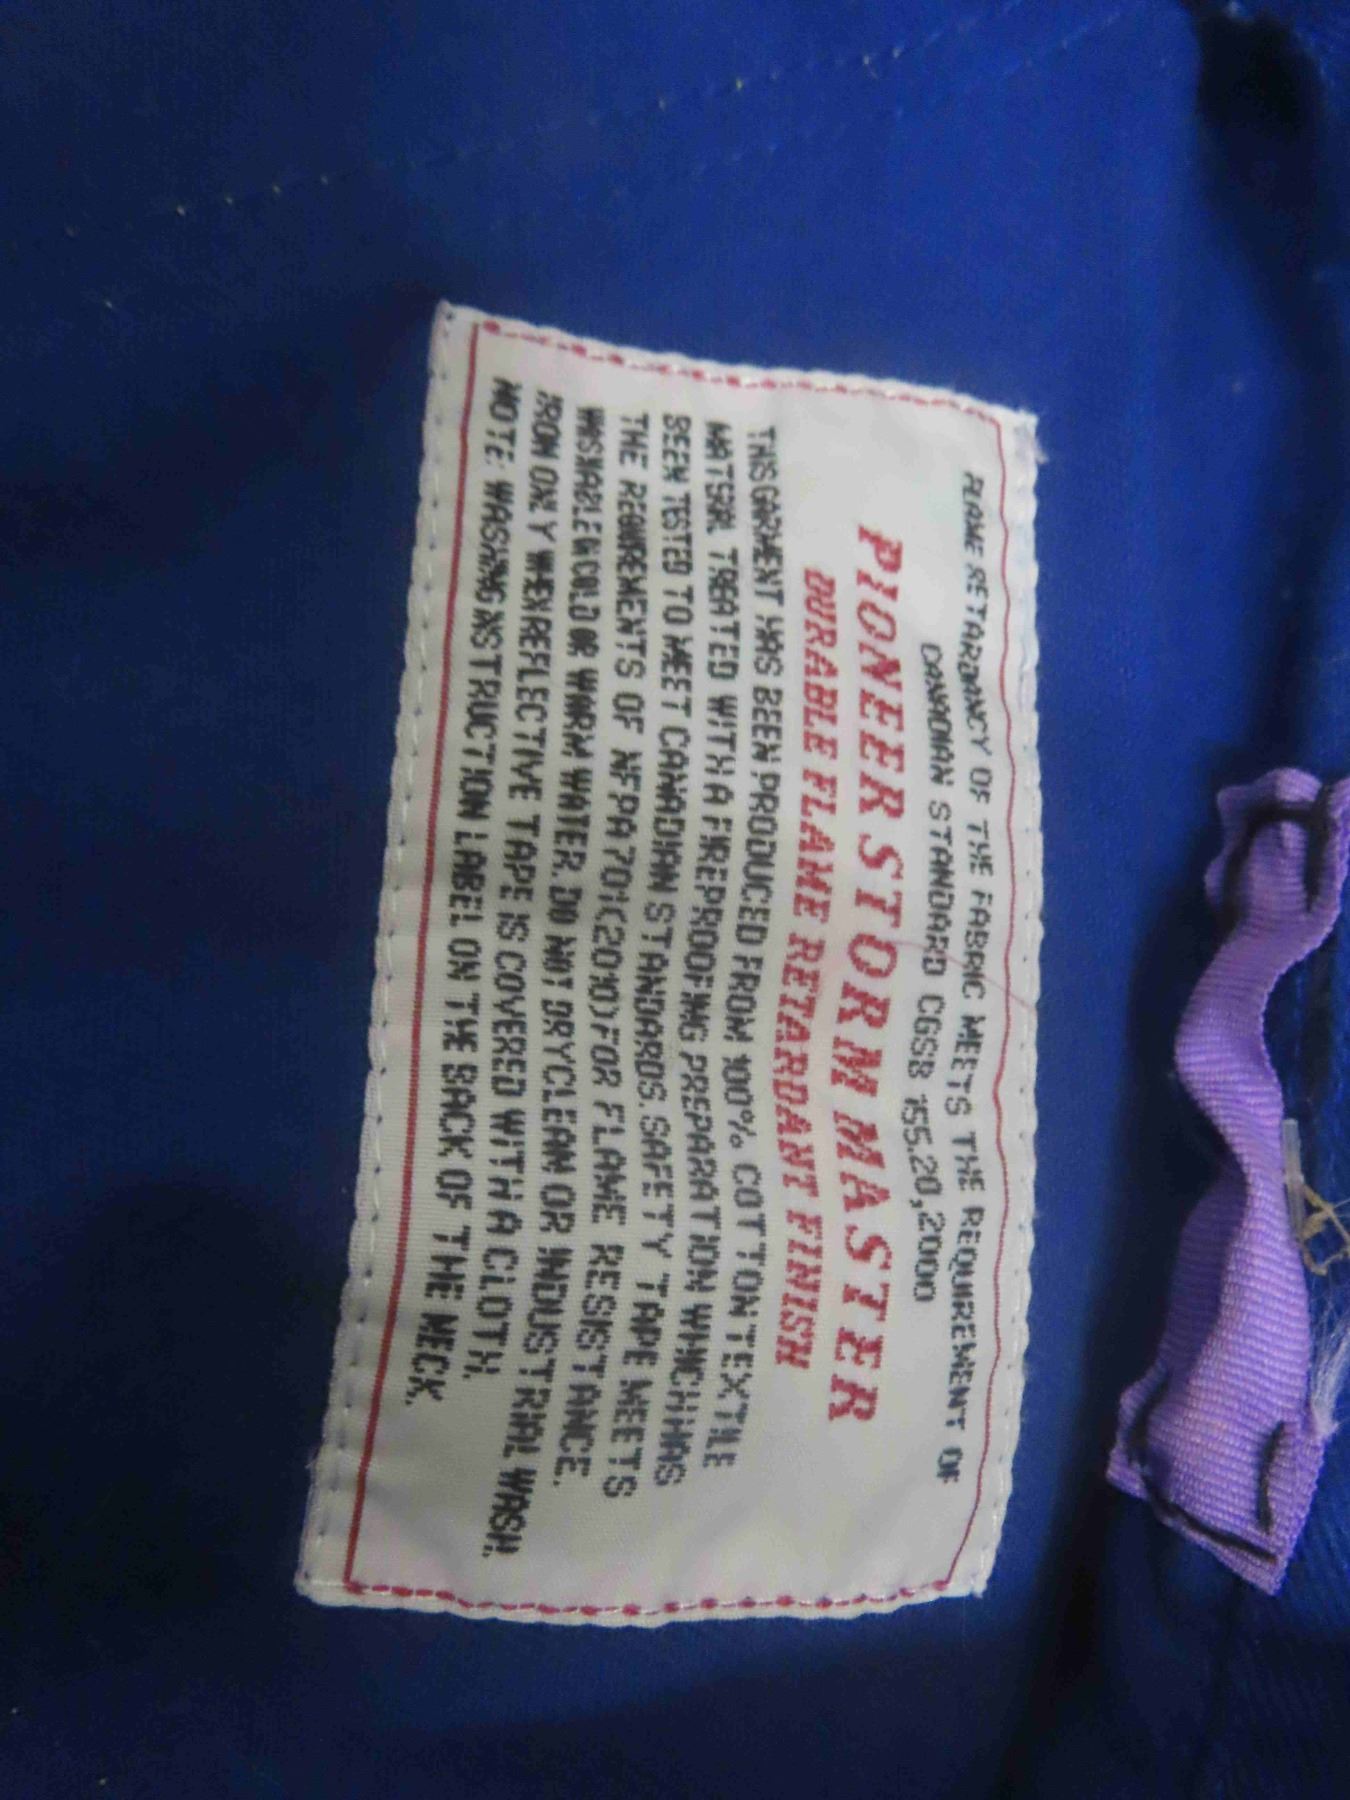 FLAME RETARDANCY OF THE FABRIC MEETS THE REQUIREMENT OF
CANADIAN STANDARD CGSB 155.20,2000
PIONEER STORM MASTER
DURABLE FLAME RETARDANT FINISH
THIS GARMENT HAS BEEN PRODUCED FROM 100% COTTON TEXTILE
MATSRIL TREATED WITH A FIREPROOFING PREPARATION WHICH HAS
BEEN TESTED TO MEET CANADIAN STANDARDS.SAFETY TAPE MEETS
THE REQUIREMENTS OF NFPA 701(2010)FOR FLAME RESISTANCE.
WASHABLE IN COLD OR WARM WATER. DO NOT DRYCLEAN OR INDUSTRIAL WASH.
IRON ONLY WHEN REFLECTIVE TAPE IS COVERED WITH A CLOTH.
NOTE: WASHING INSTRUCTION LABEL ON THE BACK OF THE NECK.